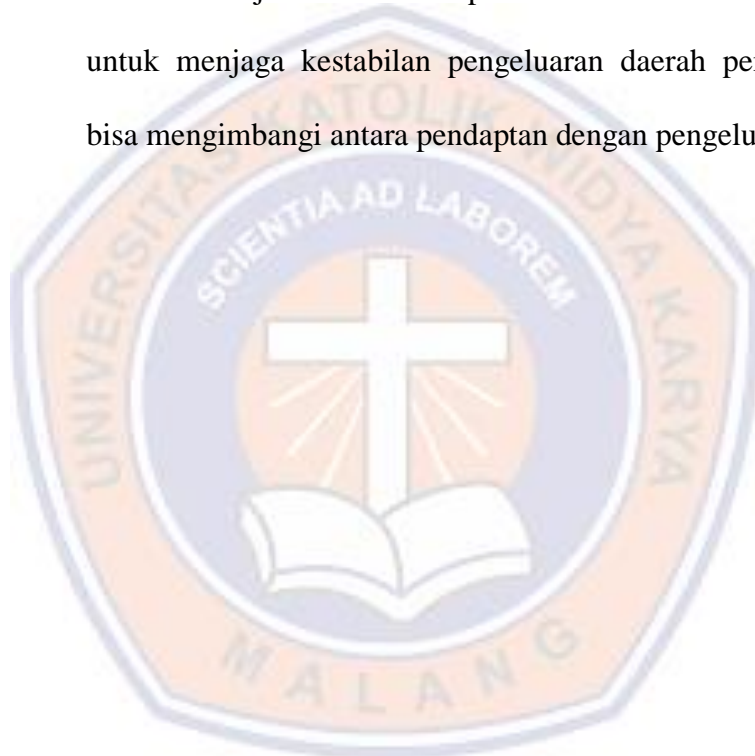 untuk menjaga kestabilan pengeluaran daerah
bisa mengimbangi antara pendaptan dengan
UNIVERSITAS KATOLIK WIDYA KARYA
SCIENTIA AD LABOREM
MALANG